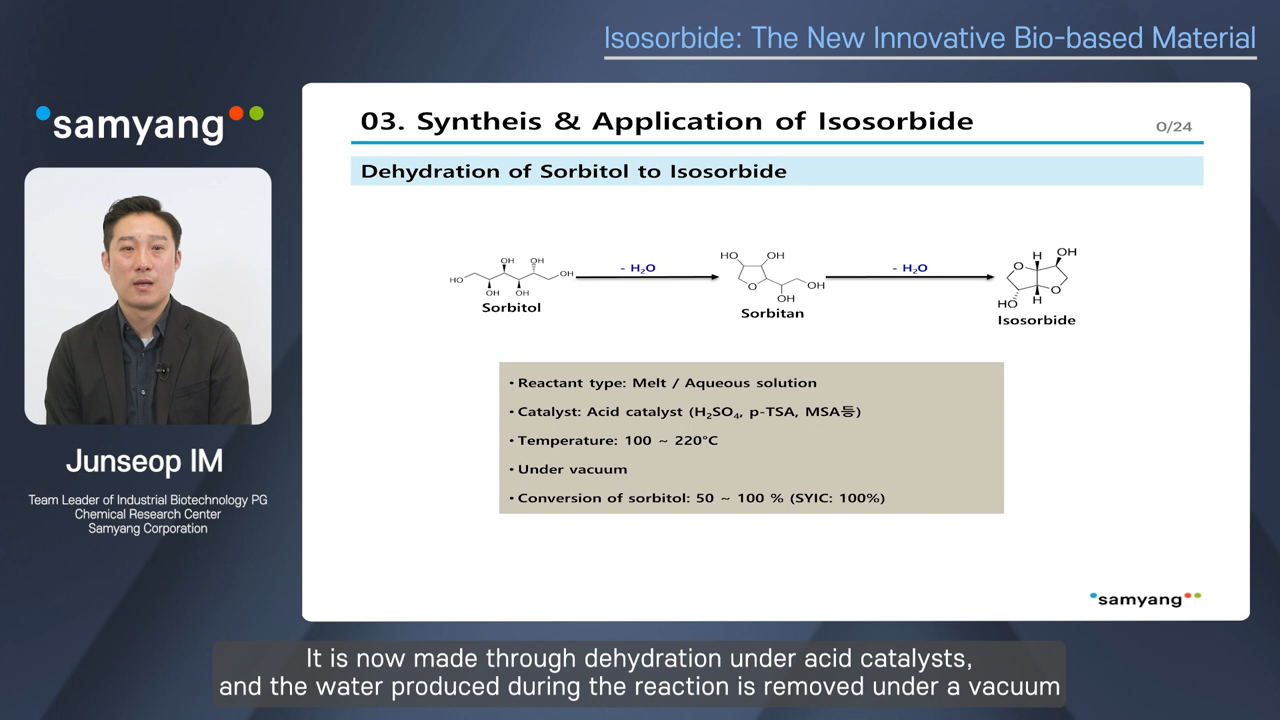 Isosorbide: The New Innovative Bio-based Material
samyang
Junseop IM
Team Leader of Industrial Biotechnology PG
Chemical Research Center
Samyang Corporation
03. Syntheis & Application of Isosorbide
0/24
Dehydration of Sorbitol to Isosorbide
OH OH
HO OH
OH OH
Sorbitol
- H₂O
HO OH
O OH
OH
Sorbitan
- H₂O
H OH
O
O
HO H
Isosorbide
• Reactant type: Melt / Aqueous solution
• Catalyst: Acid catalyst (H₂SO₄, p-TSA, MSA등)
• Temperature: 100 ~ 220°C
• Under vacuum
• Conversion of sorbitol: 50 ~ 100 % (SYIC: 100%)
samyang
It is now made through dehydration under acid catalysts,
and the water produced during the reaction is removed under a vacuum